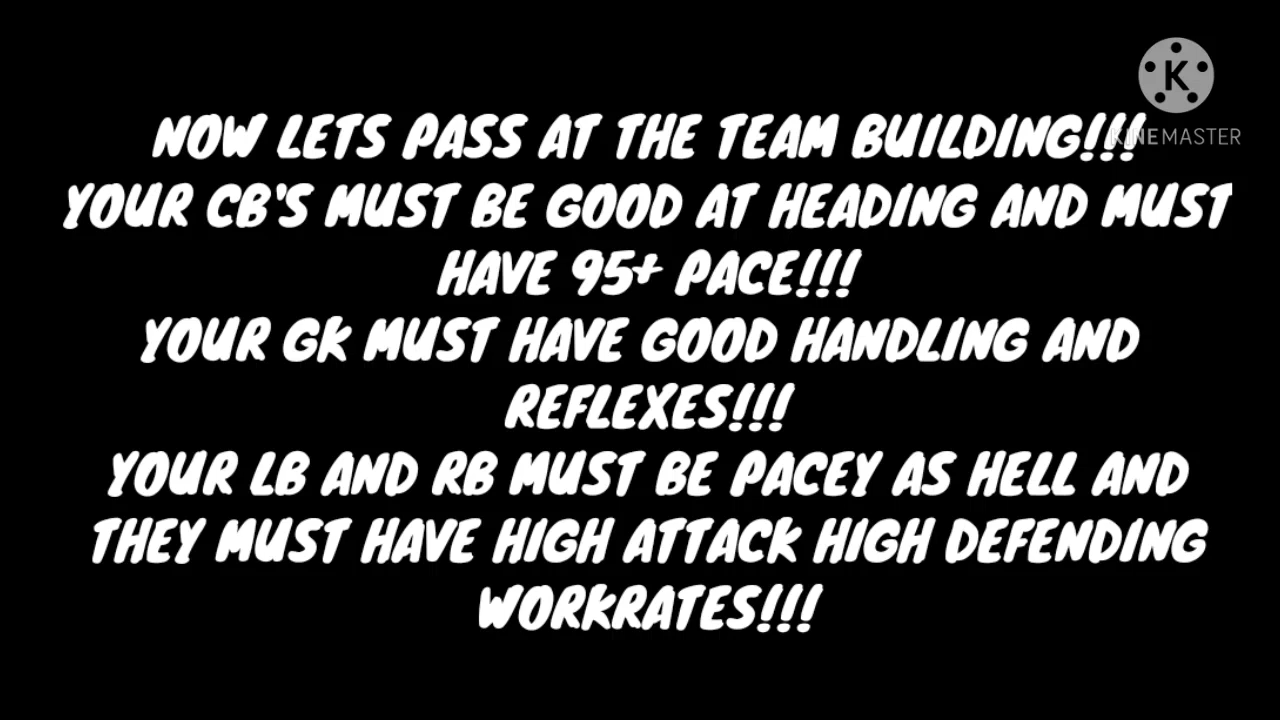 K
KINEMASTER
NOW LETS PASS AT THE TEAM BUILDING!!!
YOUR CB'S MUST BE GOOD AT HEADING AND MUST
HAVE 95+ PACE!!!
YOUR GK MUST HAVE GOOD HANDLING AND
REFLEXES!!!
YOUR LB AND RB MUST BE PACEY AS HELL AND
THEY MUST HAVE HIGH ATTACK HIGH DEFENDING
WORKRATES!!!